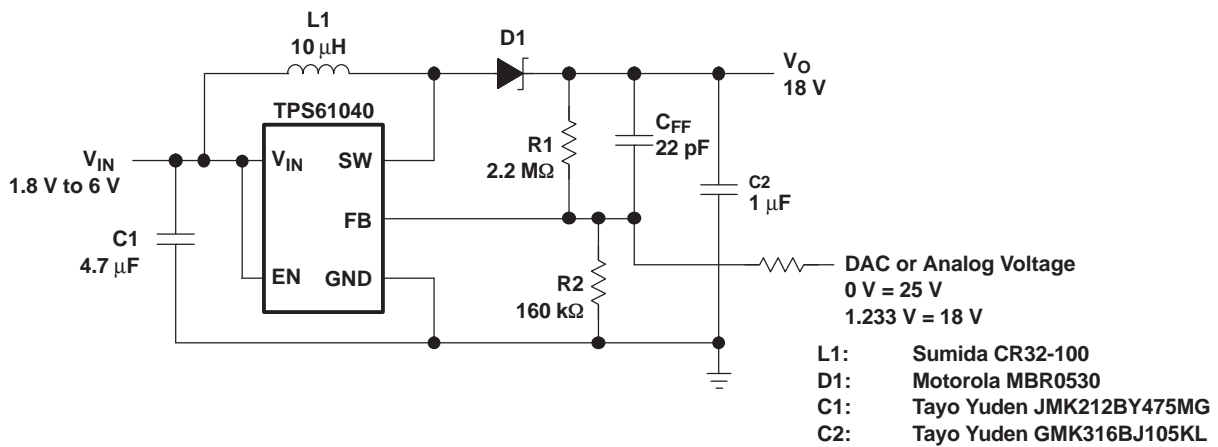 L1
10 μH
D1
VO
18 V
TPS61040
VIN
1.8 V to 6 V
VIN
SW
R1
2.2 MΩ
CFF
22 pF
C2
1 μF
FB
C1
4.7 μF
EN
GND
R2
160 kΩ
DAC or Analog Voltage
0 V = 25 V
1.233 V = 18 V
L1: Sumida CR32-100
D1: Motorola MBR0530
C1: Tayo Yuden JMK212BY475MG
C2: Tayo Yuden GMK316BJ105KL